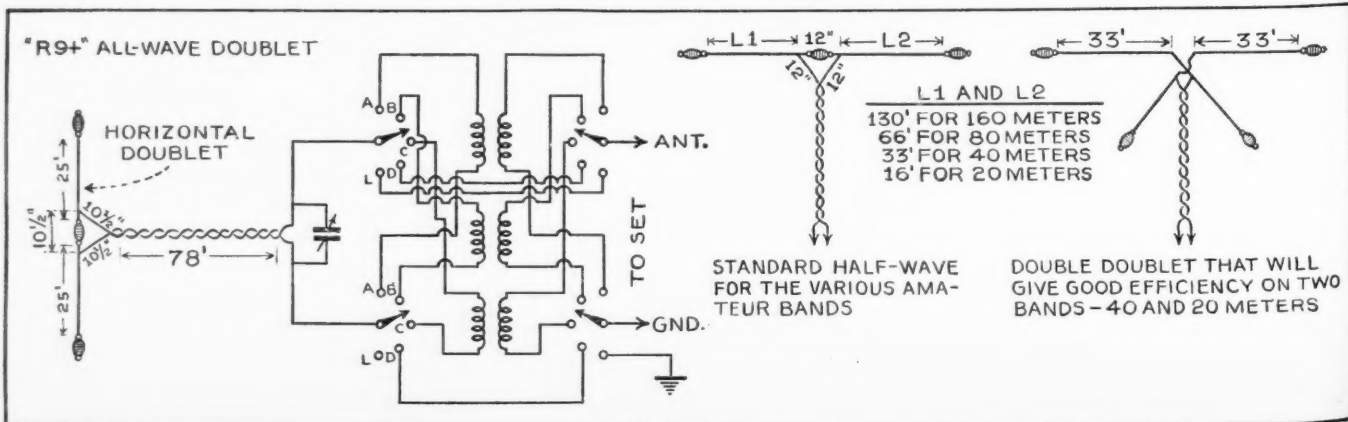 "R9+" ALL-WAVE DOUBLET
HORIZONTAL
DOUBLET
25'
10½"
10½"
10½"
25'
78'
A
B
C
L
D
A
B
C
L
D
ANT.
TO SET
GND.
L1
12"
L2
12"
12"
L1 AND L2
130' FOR 160 METERS
66' FOR 80 METERS
33' FOR 40 METERS
16' FOR 20 METERS
STANDARD HALF-WAVE
FOR THE VARIOUS AMA-
TEUR BANDS
33'
33'
DOUBLE DOUBLET THAT WILL
GIVE GOOD EFFICIENCY ON TWO
BANDS-40 AND 20 METERS